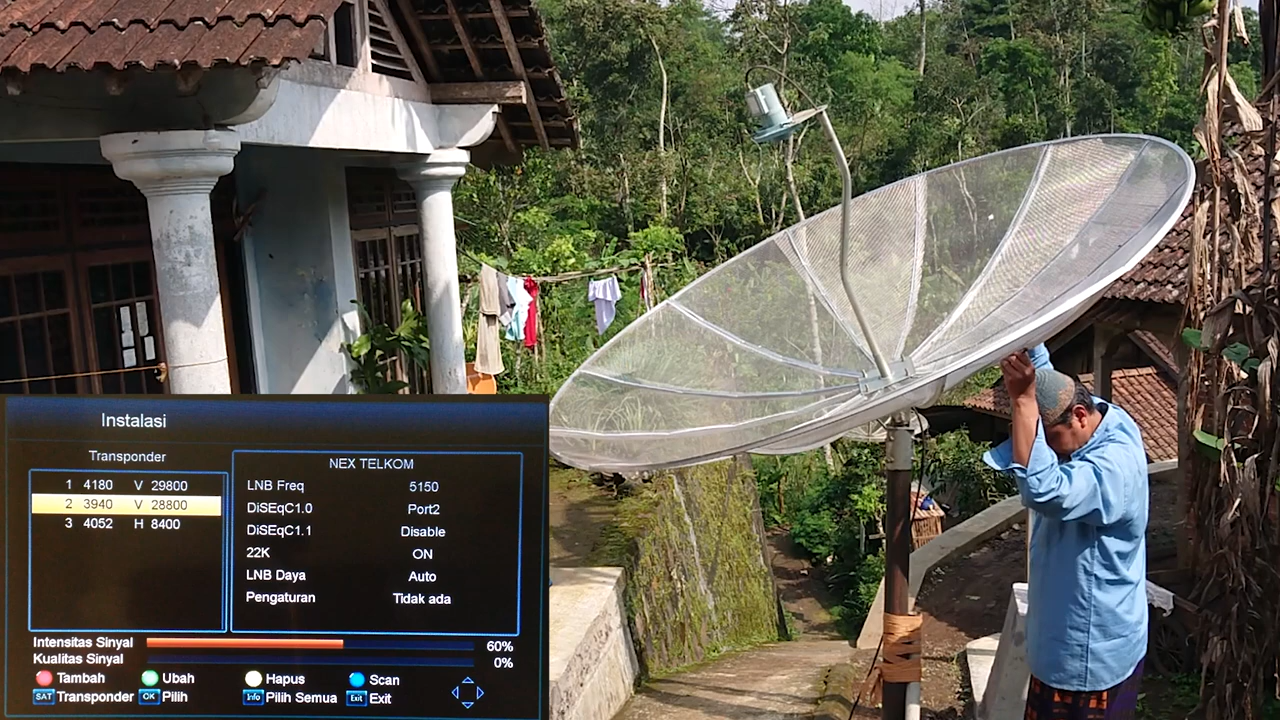 Instalasi
Transponder
1 4180 V 29800
2 3940 V 28800
3 4052 H 8400
NEX TELKOM
LNB Freq 5150
DiSEqC1.0 Port2
DiSEqC1.1 Disable
22K ON
LNB Daya Auto
Pengaturan Tidak ada
Intensitas Sinyal 60%
Kualitas Sinyal 0%
Tambah Ubah Hapus Scan
SAT Transponder OK Pilih Info Pilih Semua Exit Exit